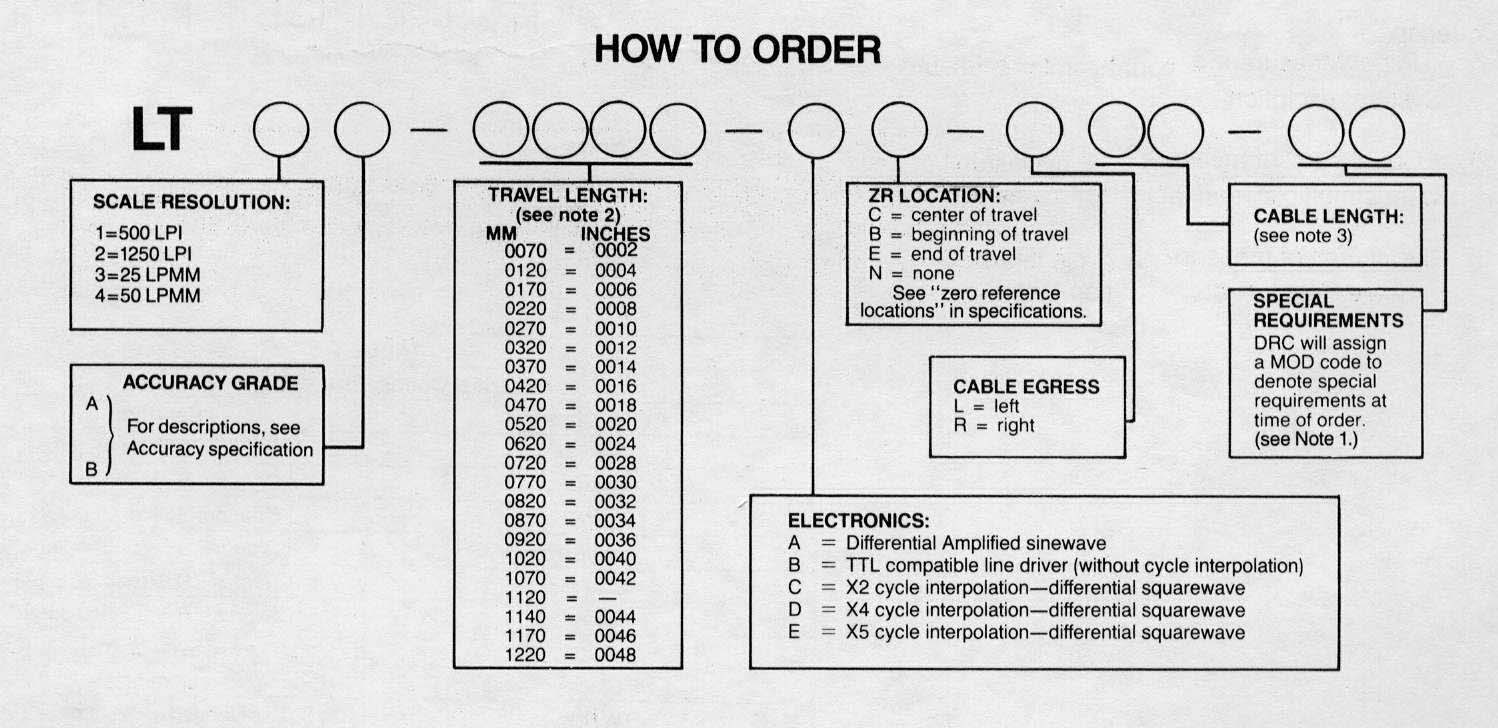 HOW TO ORDER
LT — — — —
SCALE RESOLUTION:
1=500 LPI
2=1250 LPI
3=25 LPMM
4=50 LPMM
ACCURACY GRADE
A
For descriptions, see
Accuracy specification
B
TRAVEL LENGTH:
(see note 2)
MM INCHES
0070 = 0002
0120 = 0004
0170 = 0006
0220 = 0008
0270 = 0010
0320 = 0012
0370 = 0014
0420 = 0016
0470 = 0018
0520 = 0020
0620 = 0024
0720 = 0028
0770 = 0030
0820 = 0032
0870 = 0034
0920 = 0036
1020 = 0040
1070 = 0042
1120 = —
1140 = 0044
1170 = 0046
1220 = 0048
ZR LOCATION:
C = center of travel
B = beginning of travel
E = end of travel
N = none
See "zero reference
locations" in specifications.
CABLE EGRESS
L = left
R = right
CABLE LENGTH:
(see note 3)
SPECIAL
REQUIREMENTS
DRC will assign
a MOD code to
denote special
requirements at
time of order.
(see Note 1.)
ELECTRONICS:
A = Differential Amplified sinewave
B = TTL compatible line driver (without cycle interpolation)
C = X2 cycle interpolation—differential squarewave
D = X4 cycle interpolation—differential squarewave
E = X5 cycle interpolation—differential squarewave